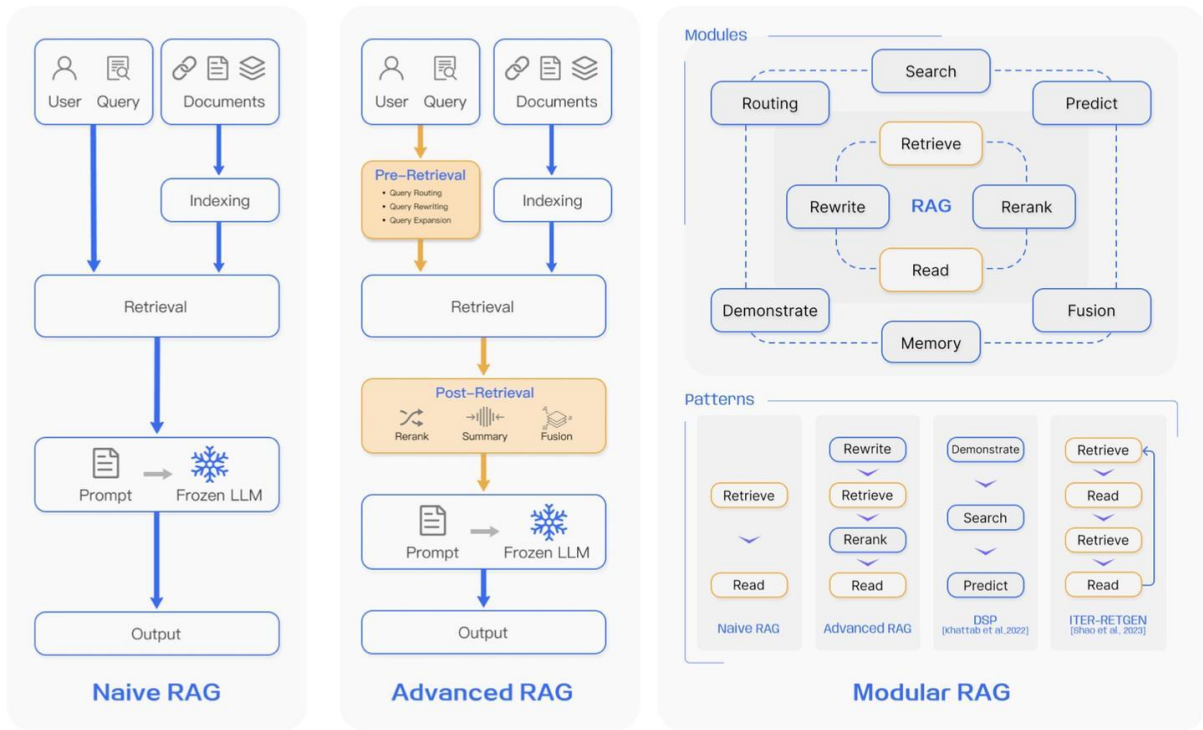 User Query
Documents
Indexing
Retrieval
Prompt
Frozen LLM
Output
Naive RAG
User Query
Documents
Pre-Retrieval
• Query Routing
• Query Rewriting
• Query Expansion
Indexing
Retrieval
Post-Retrieval
Rerank
Summary
Fusion
Prompt
Frozen LLM
Output
Advanced RAG
Modules
Search
Routing
Predict
Retrieve
Rewrite
RAG
Rerank
Read
Demonstrate
Fusion
Memory
Patterns
Retrieve
Read
Naive RAG
Rewrite
Retrieve
Rerank
Read
Advanced RAG
Demonstrate
Search
Predict
DSP
[Khattab et al.,2022]
Retrieve
Read
Retrieve
Read
ITER-RETGEN
[Shao et al., 2023]
Modular RAG